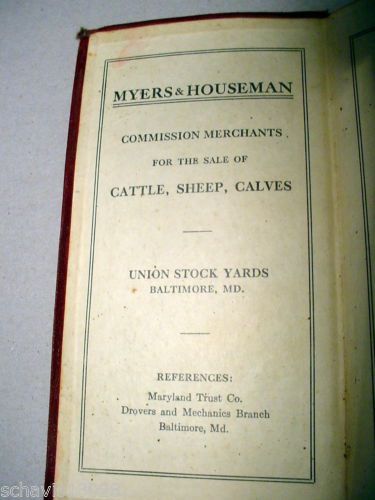 MYERS & HOUSEMAN
COMMISSION MERCHANTS
FOR THE SALE OF
CATTLE, SHEEP, CALVES
UNION STOCK YARDS
BALTIMORE, MD.
REFERENCES:
Maryland Trust Co.
Drovers and Mechanics Branch
Baltimore, Md.